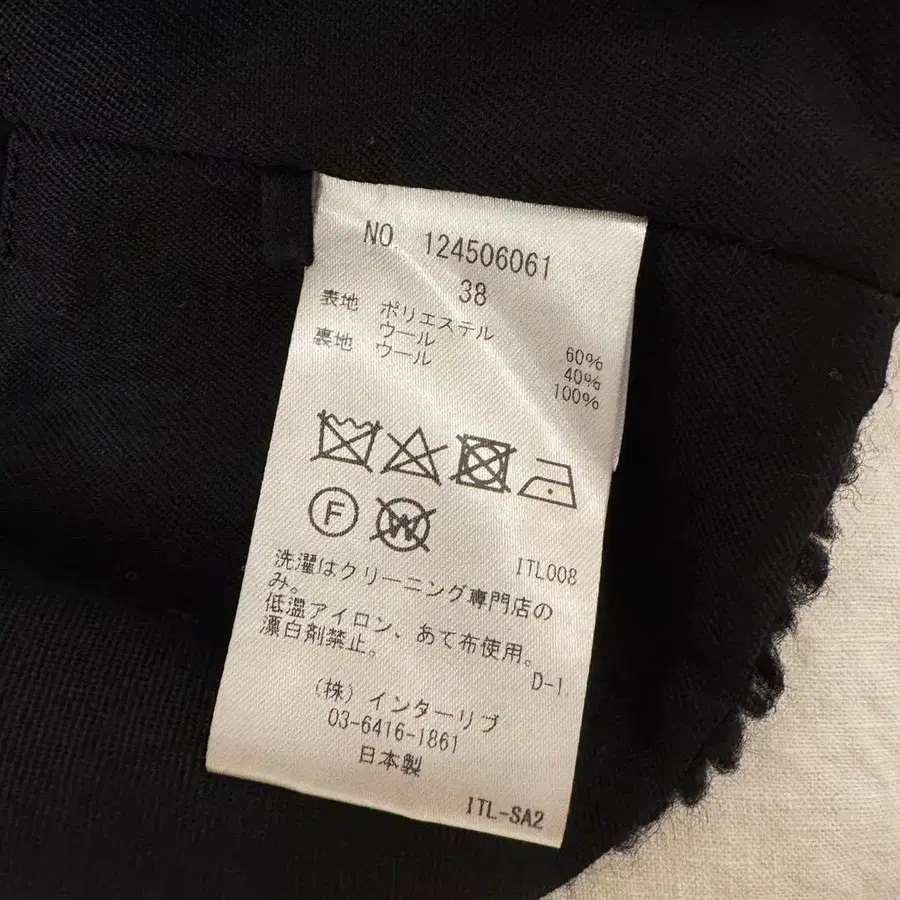 NO. 124506061
38
表地 ポリエステル 60%
ウール 40%
裏地 ウール 100%
F
W
ITL008
洗濯はクリーニング専門店の
み。
低温アイロン、あて布使用。
漂白剤禁止。
D-1.
(株)インターリブ
03-6416-1861
日本製
ITL-SA2